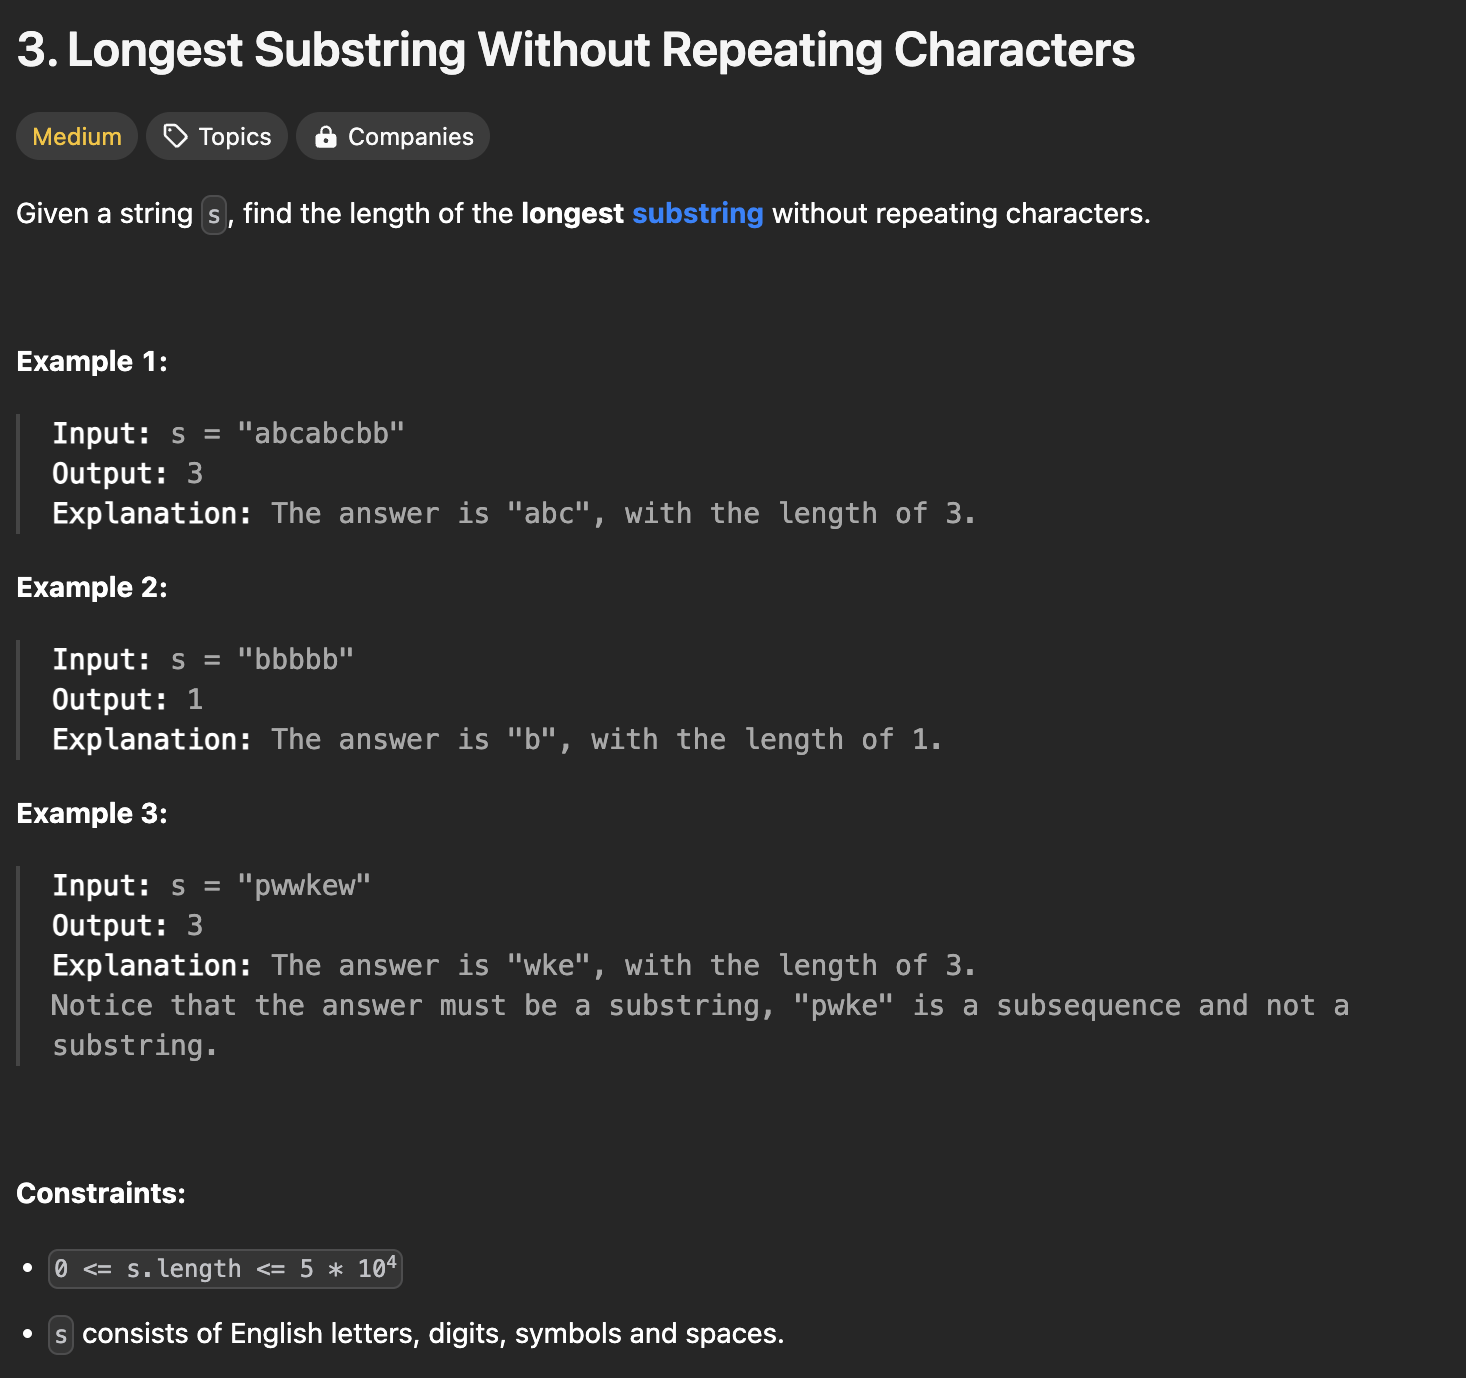 3. Longest Substring Without Repeating Characters
Medium Topics Companies
Given a string s, find the length of the longest substring without repeating characters.
Example 1:
Input: s = "abcabcbb"
Output: 3
Explanation: The answer is "abc", with the length of 3.
Example 2:
Input: s = "bbbbb"
Output: 1
Explanation: The answer is "b", with the length of 1.
Example 3:
Input: s = "pwwkew"
Output: 3
Explanation: The answer is "wke", with the length of 3.
Notice that the answer must be a substring, "pwke" is a subsequence and not a
substring.
Constraints:
• 0 <= s.length <= 5 * 10⁴
• s consists of English letters, digits, symbols and spaces.